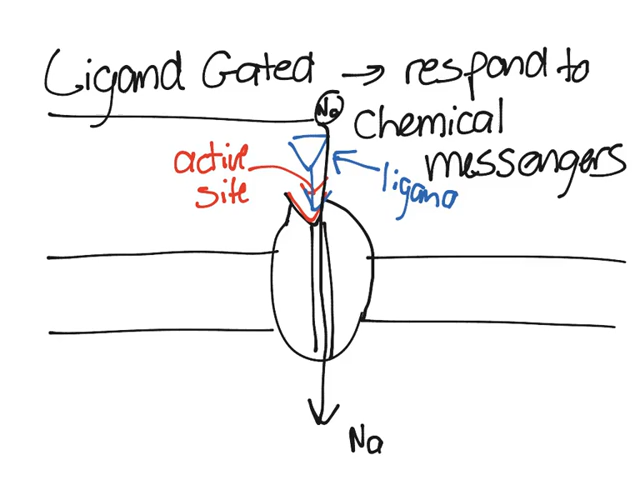 Ligand Gated → respond to
Na
chemical
messengers
active
site
ligand
Na